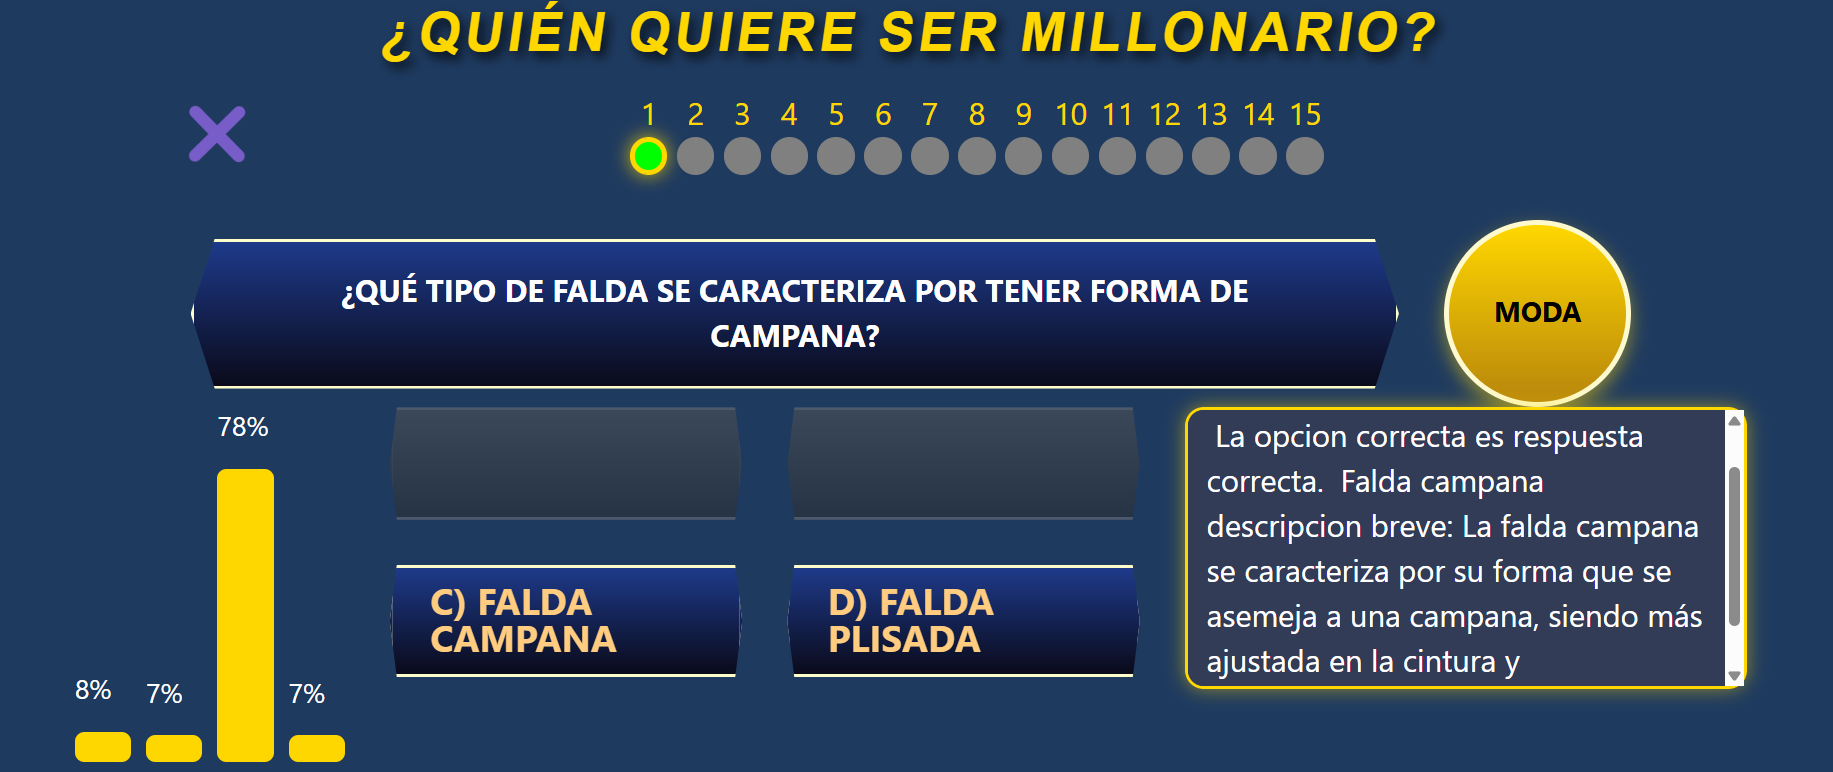 ¿QUIÉN QUIERE SER MILLONARIO?
1 2 3 4 5 6 7 8 9 10 11 12 13 14 15
¿QUÉ TIPO DE FALDA SE CARACTERIZA POR TENER FORMA DE
CAMPANA?
MODA
78%
8%
7%
7%
C) FALDA
CAMPANA
D) FALDA
PLISADA
La opcion correcta es respuesta
correcta. Falda campana
descripcion breve: La falda campana
se caracteriza por su forma que se
asemeja a una campana, siendo más
ajustada en la cintura y